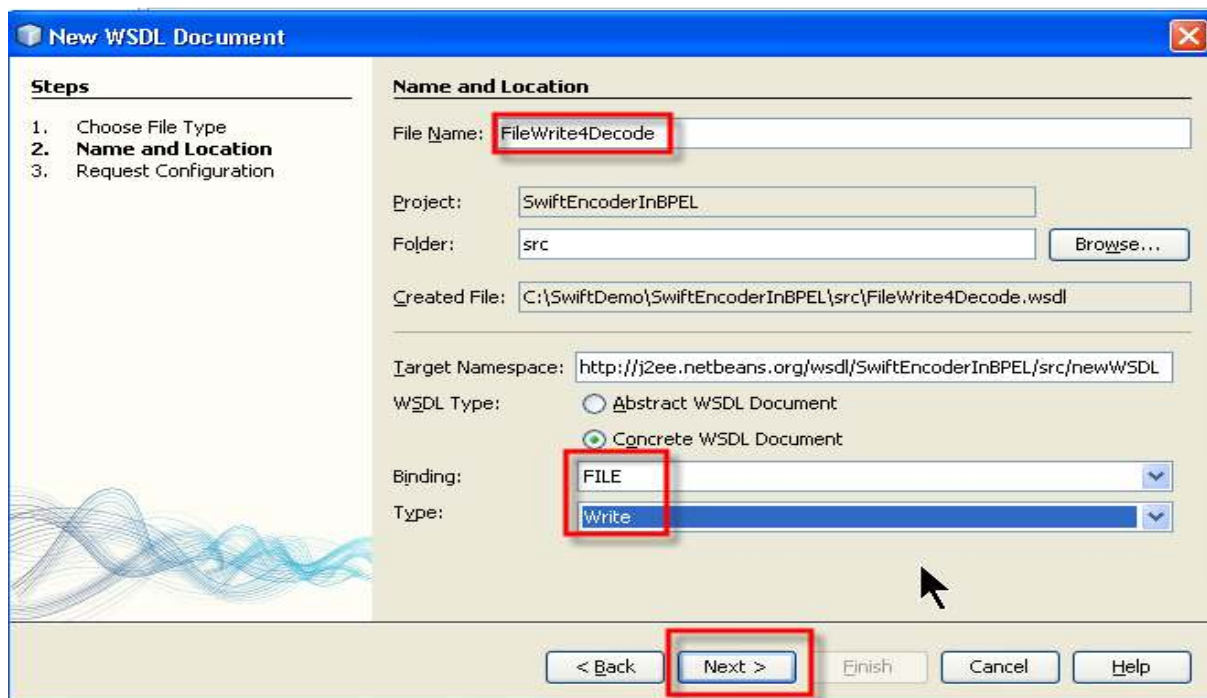 New WSDL Document
Steps
1. Choose File Type
2. Name and Location
3. Request Configuration
Name and Location
File Name: FileWrite4Decode
Project: SwiftEncoderInBPEL
Folder: src Browse...
Created File: C:\SwiftDemo\SwiftEncoderInBPEL\src\FileWrite4Decode.wsdl
Target Namespace: http://j2ee.netbeans.org/wsdl/SwiftEncoderInBPEL/src/newWSDL
WSDL Type: Abstract WSDL Document
Concrete WSDL Document
Binding: FILE
Type: Write
< Back Next > Finish Cancel Help